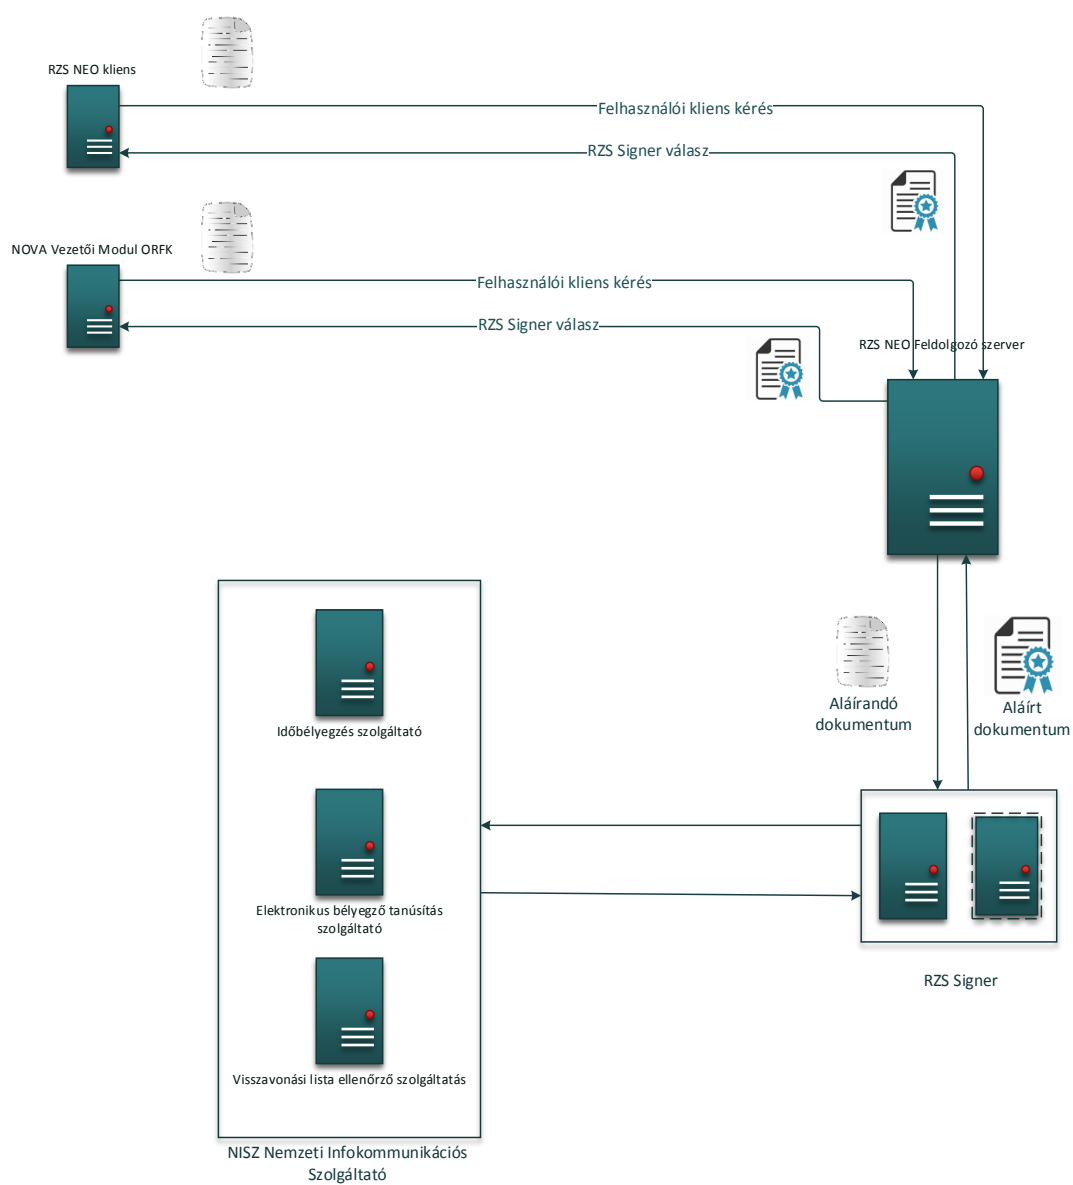 RZS NEO kliens
Felhasználói kliens kérés
RZS Signer válasz
NOVA Vezetői Modul ORFK
Felhasználói kliens kérés
RZS Signer válasz
RZS NEO Feldolgozó szerver
Aláírandó
dokumentum
Aláírt
dokumentum
Időbélyegzés szolgáltató
Elektronikus bélyegző tanúsítás
szolgáltató
RZS Signer
Visszavonási lista ellenőrző szolgáltatás
NISZ Nemzeti Infokommunikációs
Szolgáltató